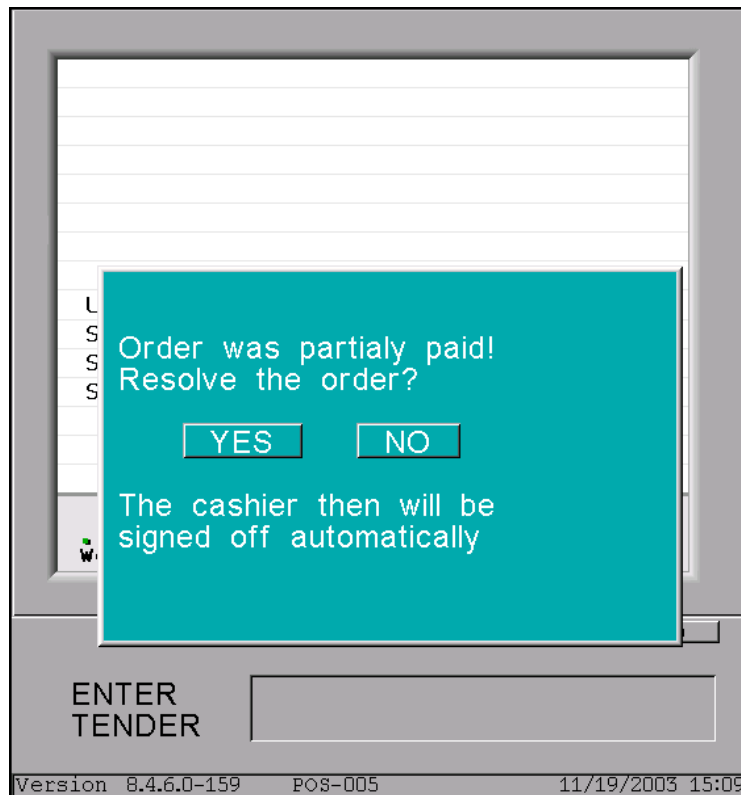 Order was partialy paid!
Resolve the order?
YES NO
The cashier then will be
signed off automatically
ENTER
TENDER
Version 8.4.6.0-159 POS-005 11/19/2003 15:09